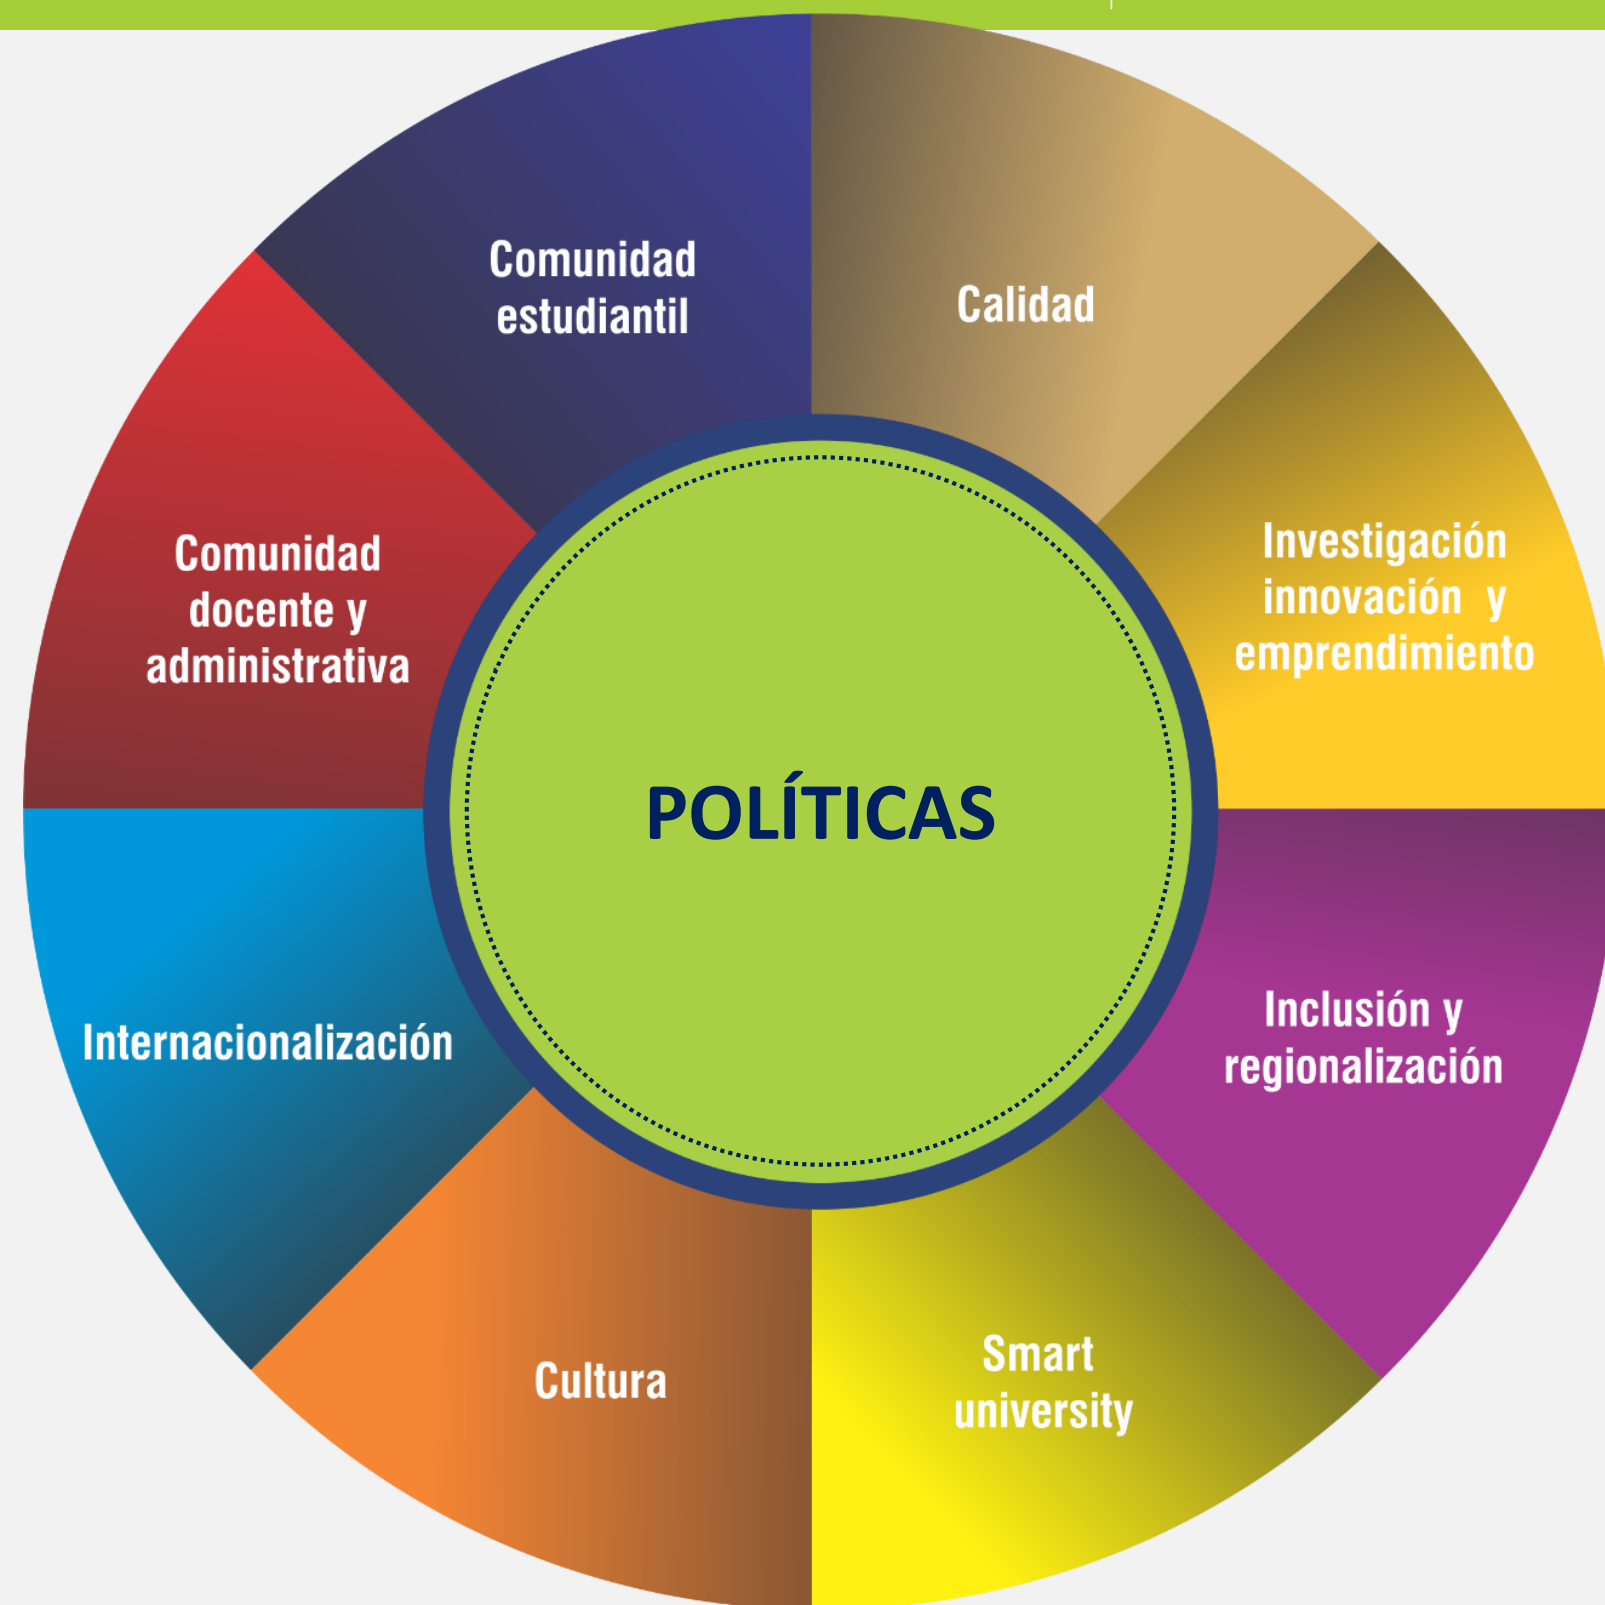 Comunidad
estudiantil
Calidad
Investigación
innovación y
emprendimiento
Inclusión y
regionalización
Smart
university
Cultura
Internacionalización
Comunidad
docente y
administrativa
POLÍTICAS